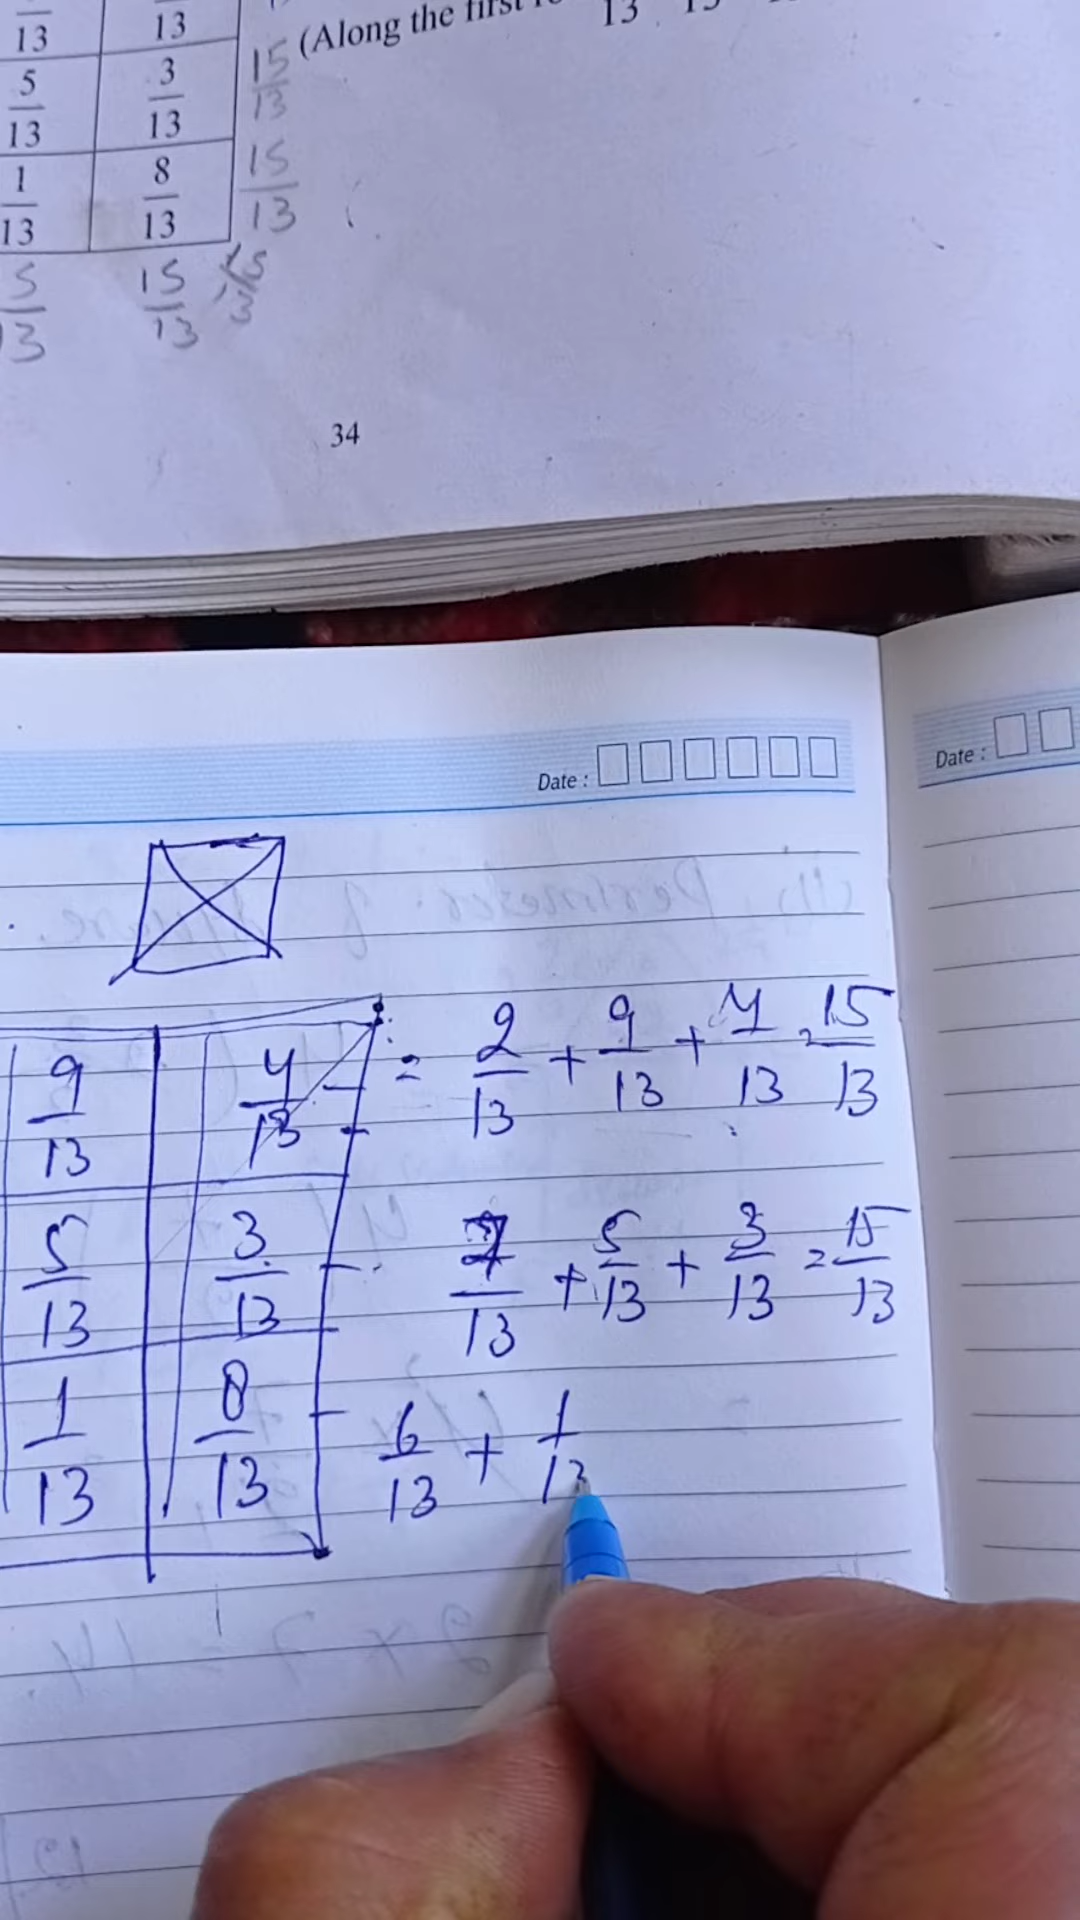 13 13
(Along the first
13
5/13 3/13 15/13
1/13 8/13 15/13
15/13 15/13
34
Date :
Date :
9/13 4/13 = 2/13 + 9/13 + 4/13 = 15/13
5/13 3/13 7/13 + 5/13 + 3/13 = 15/13
1/13 8/13 6/13 + 1/13